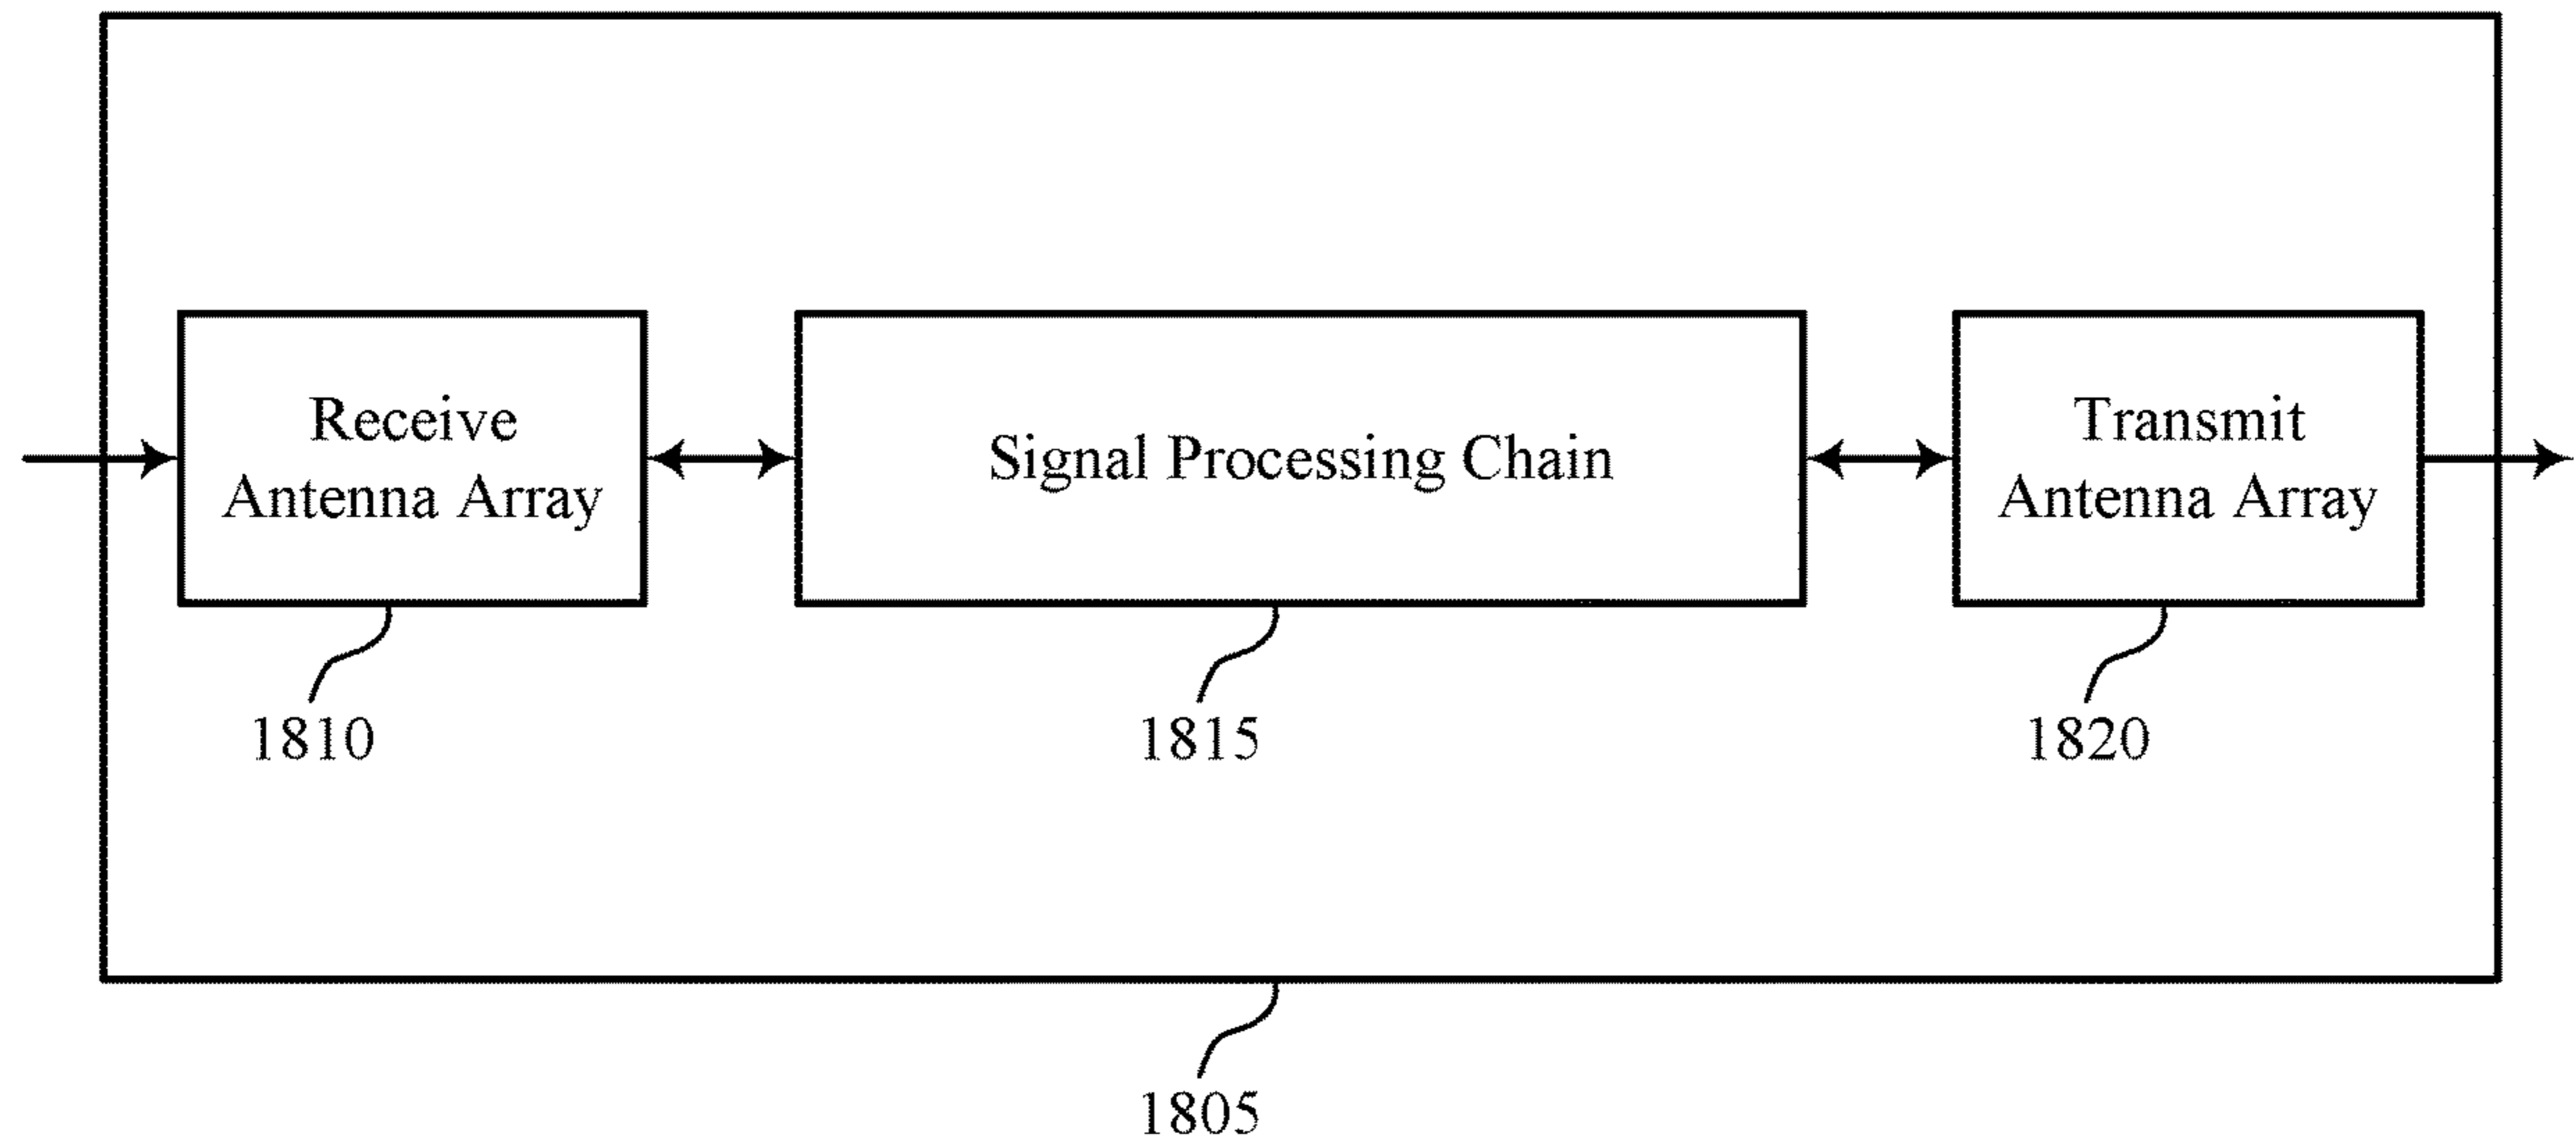 Receive
Antenna Array
Signal Processing Chain
Transmit
Antenna Array
1810
1815
1820
1805